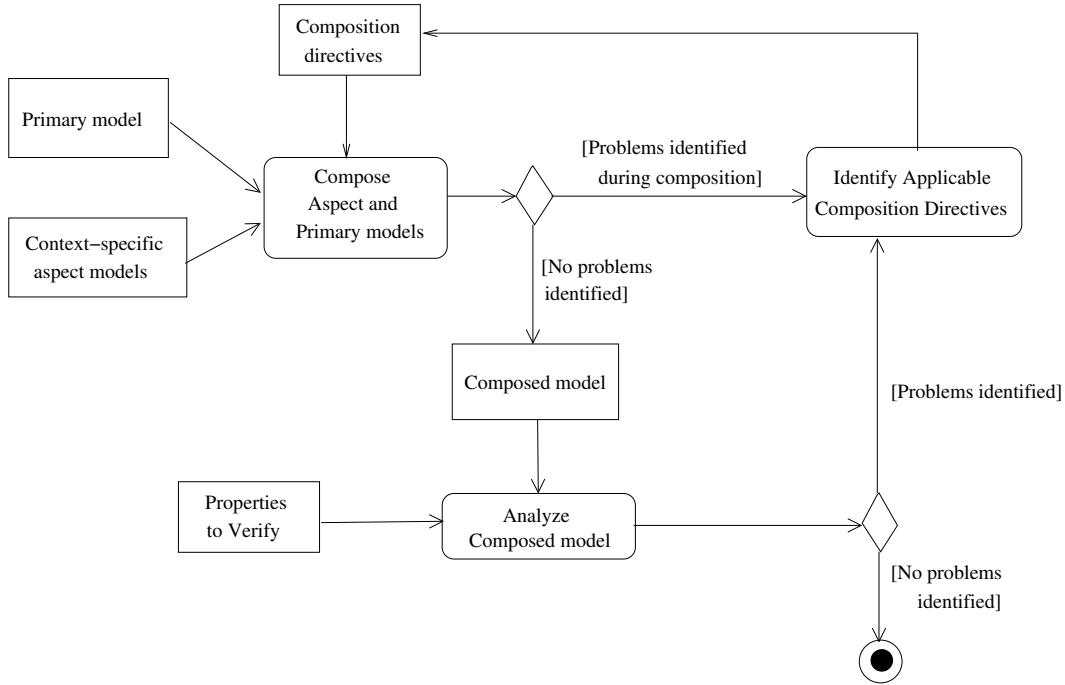 Composition
directives
Primary model
Compose
Aspect and
Primary models
[Problems identified
during composition]
Identify Applicable
Composition Directives
Context−specific
aspect models
[No problems
identified]
Composed model
[Problems identified]
Properties
to Verify
Analyze
Composed model
[No problems
identified]